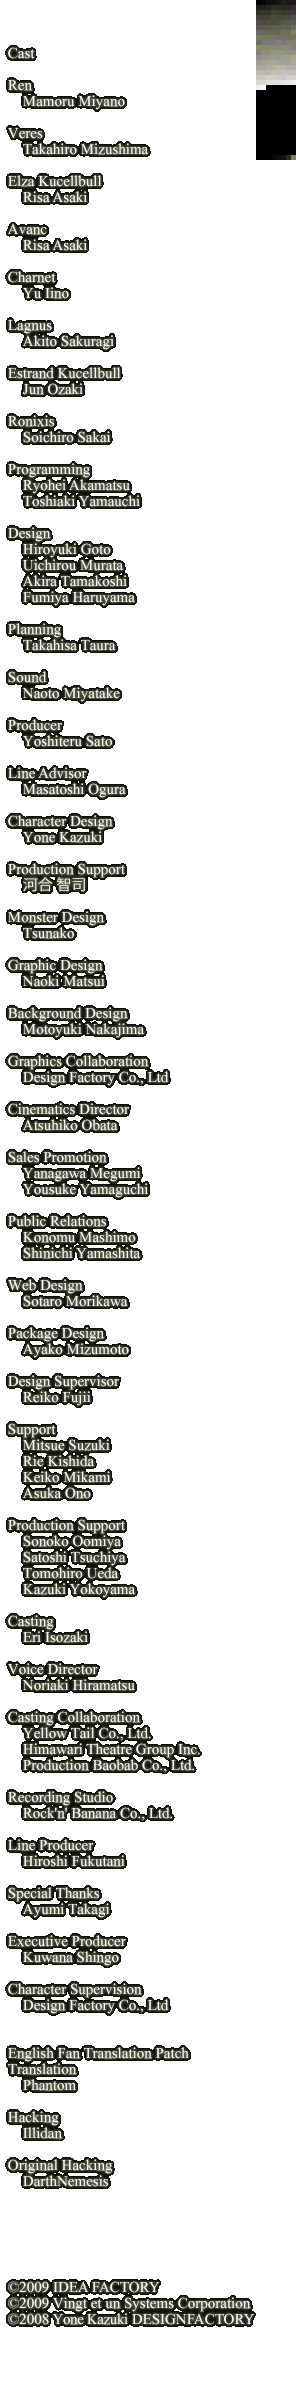 Cast
Ren
Mamoru Miyano
Veres
Takahiro Mizushima
Elza Kucellbull
Risa Asaki
Avanc
Risa Asaki
Charnet
Yu Iino
Lagnus
Akito Sakuragi
Estrand Kucellbull
Jun Ozaki
Ronixis
Soichiro Sakai
Programming
Ryohei Akamatsu
Toshiaki Yamauchi
Design
Hiroyuki Goto
Uichirou Murata
Akira Tamakoshi
Fumiya Haruyama
Planning
Takahisa Taura
Sound
Naoto Miyatake
Producer
Yoshiteru Sato
Line Advisor
Masatoshi Ogura
Character Design
Yone Kazuki
Production Support
河合 智司
Monster Design
Tsunako
Graphic Design
Naoki Matsui
Background Design
Motoyuki Nakajima
Graphics Collaboration
Design Factory Co., Ltd
Cinematics Director
Atsuhiko Obata
Sales Promotion
Yanagawa Megumi
Yousuke Yamaguchi
Public Relations
Konomu Mashimo
Shinichi Yamashita
Web Design
Sotaro Morikawa
Package Design
Ayako Mizumoto
Design Supervisor
Reiko Fujii
Support
Mitsue Suzuki
Rie Kishida
Keiko Mikami
Asuka Ono
Production Support
Sonoko Oomiya
Satoshi Tsuchiya
Tomohiro Ueda
Kazuki Yokoyama
Casting
Eri Isozaki
Voice Director
Noriaki Hiramatsu
Casting Collaboration
Yellow Tail Co., Ltd.
Himawari Theatre Group Inc.
Production Baobab Co., Ltd.
Recording Studio
Rock'n' Banana Co., Ltd.
Line Producer
Hiroshi Fukutani
Special Thanks
Ayumi Takagi
Executive Producer
Kuwana Shingo
Character Supervision
Design Factory Co., Ltd
English Fan Translation Patch
Translation
Phantom
Hacking
Illidan
Original Hacking
DarthNemesis
©2009 IDEA FACTORY
©2009 Vingt et un Systems Corporation
©2008 Yone Kazuki DESIGNFACTORY